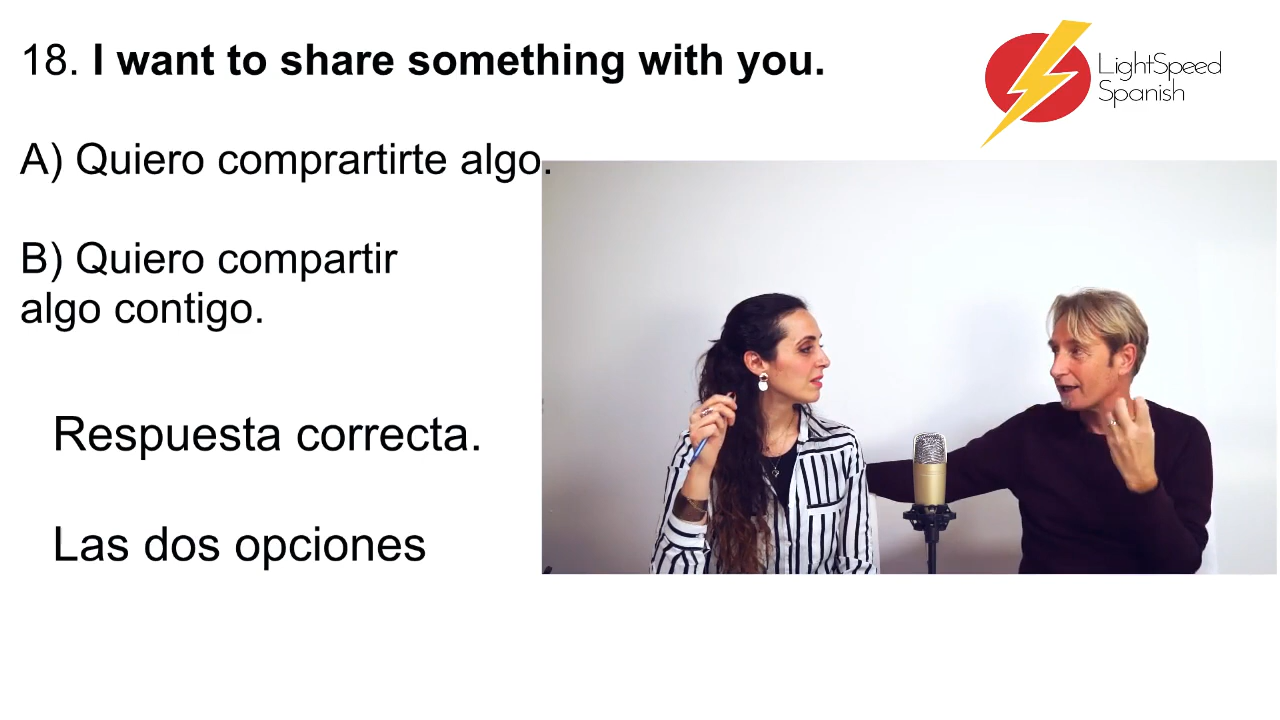 18. I want to share something with you.
LightSpeed
Spanish
A) Quiero comprartirte algo.
B) Quiero compartir
algo contigo.
Respuesta correcta.
Las dos opciones